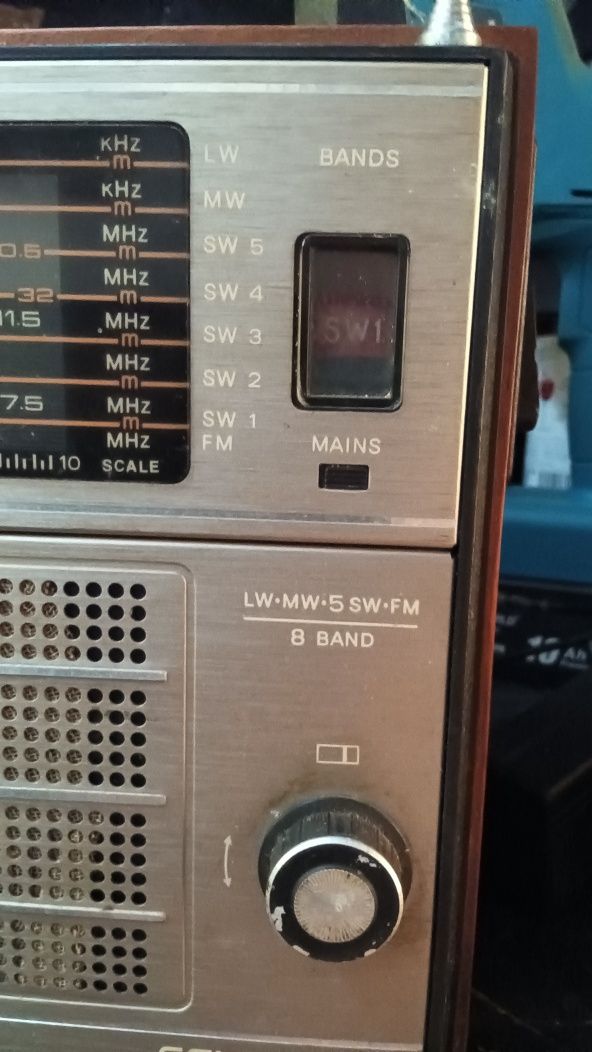 KHz LW BANDS
m
KHz MW
m
0.5 MHz SW 5
m
32 MHz SW 4
m
11.5 MHz SW 3
m
MHz SW 2
m
7.5 MHz SW 1
m
MHz FM
10 SCALE
SW1
MAINS
LW·MW·5 SW·FM
8 BAND
Ah